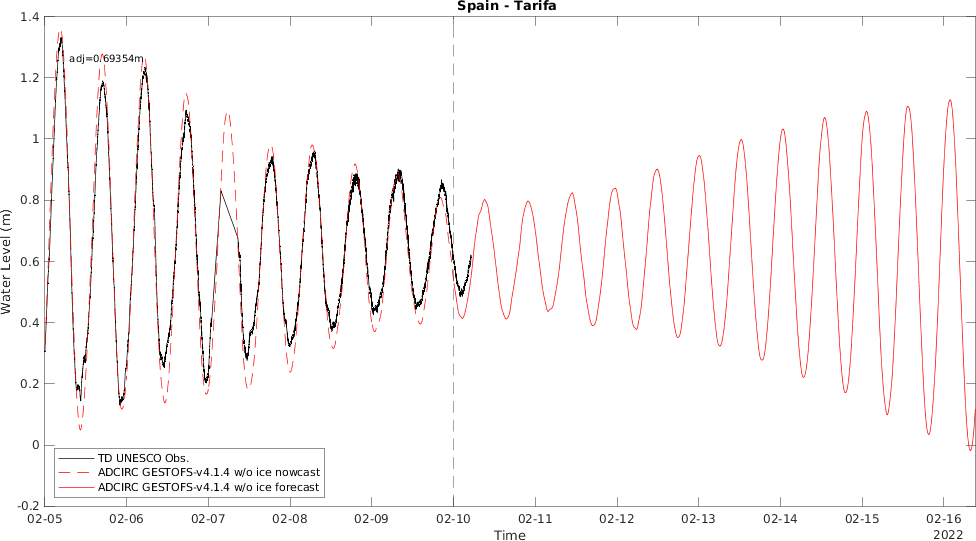 Spain - Tarifa
1.4
adj=0.69354m
1.2
1
0.8
0.6
0.4
0.2
0
-0.2
Water Level (m)
TD UNESCO Obs.
ADCIRC GESTOFS-v4.1.4 w/o ice nowcast
ADCIRC GESTOFS-v4.1.4 w/o ice forecast
02-05 02-06 02-07 02-08 02-09 02-10 02-11 02-12 02-13 02-14 02-15 02-16
Time
2022